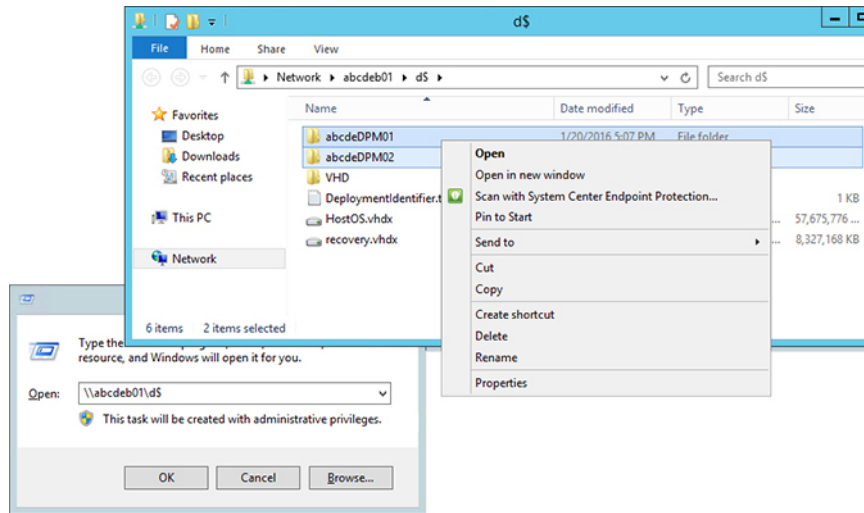 d$
File Home Share View
Network abcdeb01 d$ Search d$
Name Date modified Type Size
Favorites
Desktop
Downloads
Recent places
This PC
Network
abcdeDPM01 1/20/2016 5:07 PM File folder
abcdeDPM02
VHD
DeploymentIdentifier.t
HostOS.vhdx
recovery.vhdx
1 KB
57,675,776 ...
8,327,168 KB
6 items 2 items selected
Open
Open in new window
Scan with System Center Endpoint Protection...
Pin to Start
Send to
Cut
Copy
Create shortcut
Delete
Rename
Properties
Type the
resource, and Windows will open it for you.
Open: \\abcdeb01\d$
This task will be created with administrative privileges.
OK Cancel Browse...